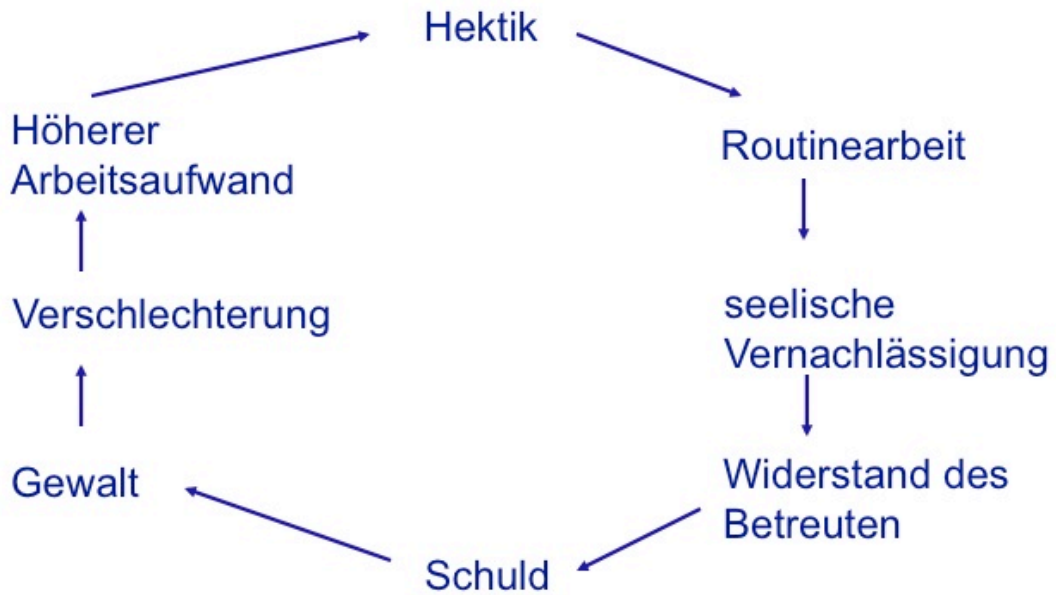 Hektik
Routinearbeit
seelische
Vernachlässigung
Widerstand des
Betreuten
Schuld
Gewalt
Verschlechterung
Höherer
Arbeitsaufwand